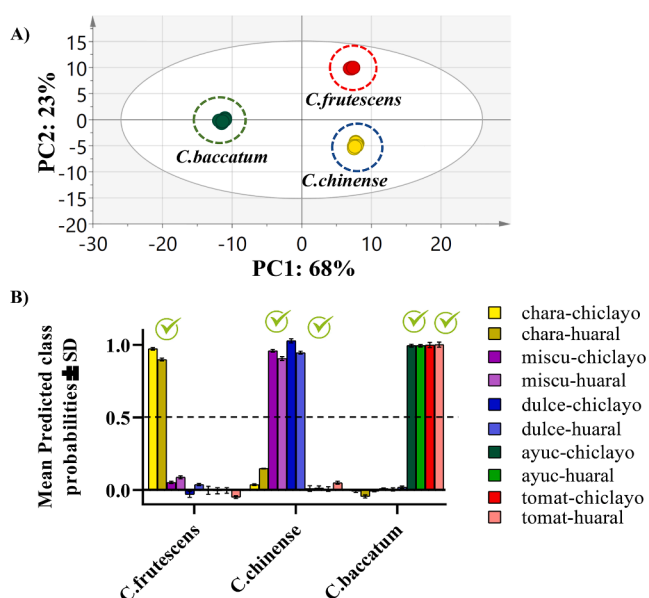 A)
PC2: 23%
15
10
5
0
-5
-10
-15
-20
C.frutescens
C.baccatum
C.chinense
-30
-20
-10
0
10
20
PC1: 68%
B)
Mean Predicted class
probabilities ± SD
1.0
0.5
0.0
C.frutescens
C.chinense
C.baccatum
chara-chiclayo
chara-huaral
miscu-chiclayo
miscu-huaral
dulce-chiclayo
dulce-huaral
ayuc-chiclayo
ayuc-huaral
tomat-chiclayo
tomat-huaral